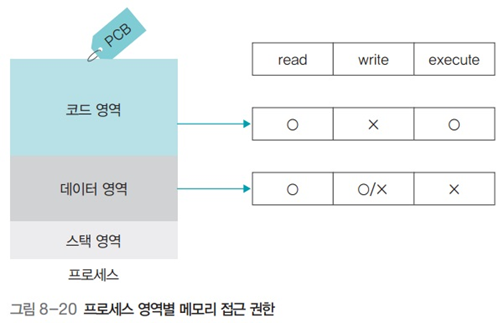 PCB
read write execute
코드 영역
○ × ○
데이터 영역
○ ○/× ×
스택 영역
프로세스
그림 8-20 프로세스 영역별 메모리 접근 권한